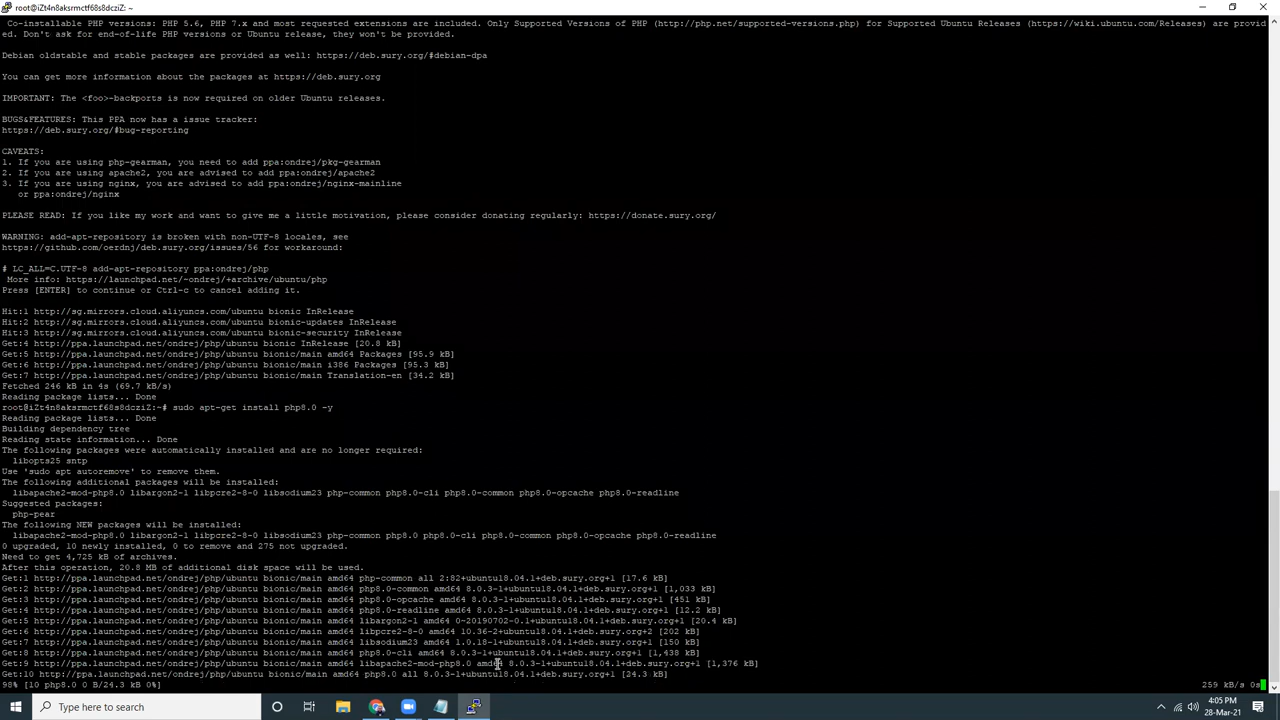 root@iZt4n8aksrmctf68s8dcziZ: ~
Co-installable PHP versions: PHP 5.6, PHP 7.x and most requested extensions are included. Only Supported Versions of PHP (http://php.net/supported-versions.php) for Supported Ubuntu Releases (https://wiki.ubuntu.com/Releases) are provid
ed. Don't ask for end-of-life PHP versions or Ubuntu release, they won't be provided.
Debian oldstable and stable packages are provided as well: https://deb.sury.org/#debian-dpa
You can get more information about the packages at https://deb.sury.org
IMPORTANT: The <foo>-backports is now required on older Ubuntu releases.
BUGS&FEATURES: This PPA now has a issue tracker:
https://deb.sury.org/#bug-reporting
CAVEATS:
1. If you are using php-gearman, you need to add ppa:ondrej/pkg-gearman
2. If you are using apache2, you are advised to add ppa:ondrej/apache2
3. If you are using nginx, you are advised to add ppa:ondrej/nginx-mainline
or ppa:ondrej/nginx
PLEASE READ: If you like my work and want to give me a little motivation, please consider donating regularly: https://donate.sury.org/
WARNING: add-apt-repository is broken with non-UTF-8 locales, see
https://github.com/oerdnj/deb.sury.org/issues/56 for workaround:
# LC_ALL=C.UTF-8 add-apt-repository ppa:ondrej/php
More info: https://launchpad.net/~ondrej/+archive/ubuntu/php
Press [ENTER] to continue or Ctrl-c to cancel adding it.
Hit:1 http://sg.mirrors.cloud.aliyuncs.com/ubuntu bionic InRelease
Hit:2 http://sg.mirrors.cloud.aliyuncs.com/ubuntu bionic-updates InRelease
Hit:3 http://sg.mirrors.cloud.aliyuncs.com/ubuntu bionic-security InRelease
Get:4 http://ppa.launchpad.net/ondrej/php/ubuntu bionic InRelease [20.8 kB]
Get:5 http://ppa.launchpad.net/ondrej/php/ubuntu bionic/main amd64 Packages [95.9 kB]
Get:6 http://ppa.launchpad.net/ondrej/php/ubuntu bionic/main i386 Packages [95.3 kB]
Get:7 http://ppa.launchpad.net/ondrej/php/ubuntu bionic/main Translation-en [34.2 kB]
Fetched 246 kB in 4s (69.7 kB/s)
Reading package lists... Done
root@iZt4n8aksrmctf68s8dcziZ:~# sudo apt-get install php8.0 -y
Reading package lists... Done
Building dependency tree
Reading state information... Done
The following packages were automatically installed and are no longer required:
libopts25 sntp
Use 'sudo apt autoremove' to remove them.
The following additional packages will be installed:
libapache2-mod-php8.0 libargon2-1 libpcre2-8-0 libsodium23 php-common php8.0-cli php8.0-common php8.0-opcache php8.0-readline
Suggested packages:
php-pear
The following NEW packages will be installed:
libapache2-mod-php8.0 libargon2-1 libpcre2-8-0 libsodium23 php-common php8.0 php8.0-cli php8.0-common php8.0-opcache php8.0-readline
0 upgraded, 10 newly installed, 0 to remove and 275 not upgraded.
Need to get 4,725 kB of archives.
After this operation, 20.8 MB of additional disk space will be used.
Get:1 http://ppa.launchpad.net/ondrej/php/ubuntu bionic/main amd64 php-common all 2:82+ubuntu18.04.1+deb.sury.org+1 [17.6 kB]
Get:2 http://ppa.launchpad.net/ondrej/php/ubuntu bionic/main amd64 php8.0-common amd64 8.0.3-1+ubuntu18.04.1+deb.sury.org+1 [1,033 kB]
Get:3 http://ppa.launchpad.net/ondrej/php/ubuntu bionic/main amd64 php8.0-opcache amd64 8.0.3-1+ubuntu18.04.1+deb.sury.org+1 [451 kB]
Get:4 http://ppa.launchpad.net/ondrej/php/ubuntu bionic/main amd64 php8.0-readline amd64 8.0.3-1+ubuntu18.04.1+deb.sury.org+1 [12.2 kB]
Get:5 http://ppa.launchpad.net/ondrej/php/ubuntu bionic/main amd64 libargon2-1 amd64 0~20190702-0.1+ubuntu18.04.1+deb.sury.org+1 [20.4 kB]
Get:6 http://ppa.launchpad.net/ondrej/php/ubuntu bionic/main amd64 libpcre2-8-0 amd64 10.36-2+ubuntu18.04.1+deb.sury.org+2 [202 kB]
Get:7 http://ppa.launchpad.net/ondrej/php/ubuntu bionic/main amd64 libsodium23 amd64 1.0.18-1+ubuntu18.04.1+deb.sury.org+1 [150 kB]
Get:8 http://ppa.launchpad.net/ondrej/php/ubuntu bionic/main amd64 php8.0-cli amd64 8.0.3-1+ubuntu18.04.1+deb.sury.org+1 [1,438 kB]
Get:9 http://ppa.launchpad.net/ondrej/php/ubuntu bionic/main amd64 libapache2-mod-php8.0 amd64 8.0.3-1+ubuntu18.04.1+deb.sury.org+1 [1,376 kB]
Get:10 http://ppa.launchpad.net/ondrej/php/ubuntu bionic/main amd64 php8.0 all 8.0.3-1+ubuntu18.04.1+deb.sury.org+1 [24.3 kB]
98% [10 php8.0 0 B/24.3 kB 0%] 259 kB/s 0s
Type here to search
4:05 PM
28-Mar-21